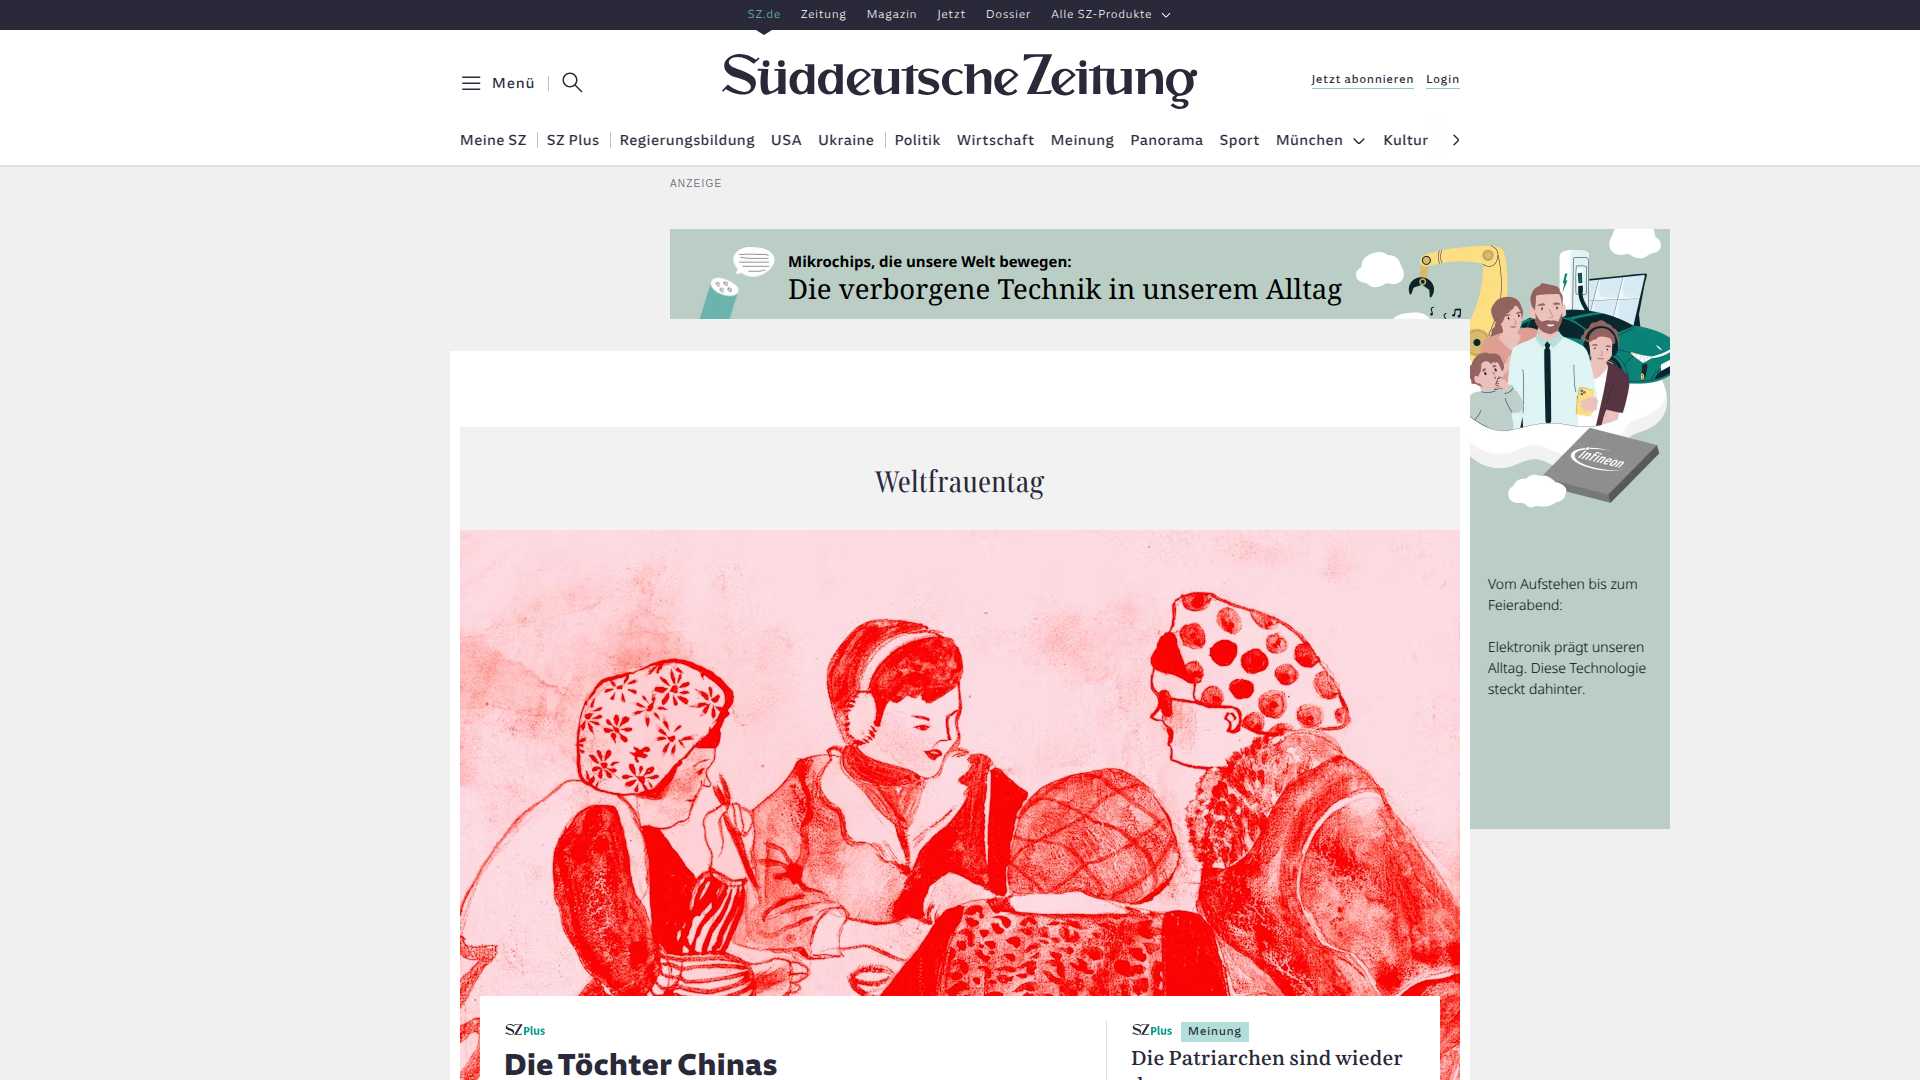 SZ.de Zeitung Magazin Jetzt Dossier Alle SZ-Produkte
Menü
Süddeutsche Zeitung
Jetzt abonnieren Login
Meine SZ SZ Plus Regierungsbildung USA Ukraine Politik Wirtschaft Meinung Panorama Sport München Kultur
ANZEIGE
Mikrochips, die unsere Welt bewegen:
Die verborgene Technik in unserem Alltag
infineon
Weltfrauentag
Vom Aufstehen bis zum
Feierabend:
Elektronik prägt unseren
Alltag. Diese Technologie
steckt dahinter.
SZ Plus
Die Töchter Chinas
SZ Plus Meinung
Die Patriarchen sind wieder